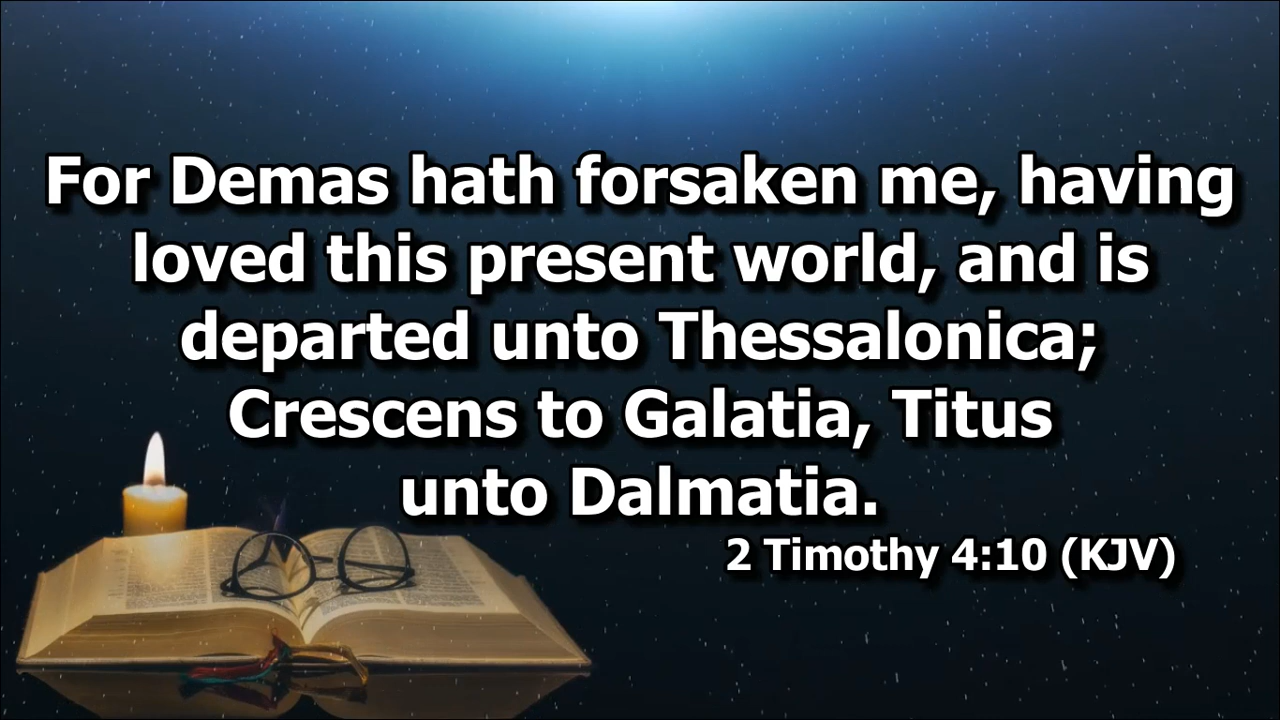 For Demas hath forsaken me, having
loved this present world, and is
departed unto Thessalonica;
Crescens to Galatia, Titus
unto Dalmatia.
2 Timothy 4:10 (KJV)